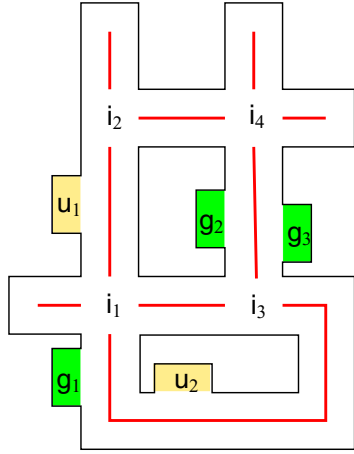 i₂ i₄
u₁ g₂ g₃
i₁ i₃
g₁ u₂